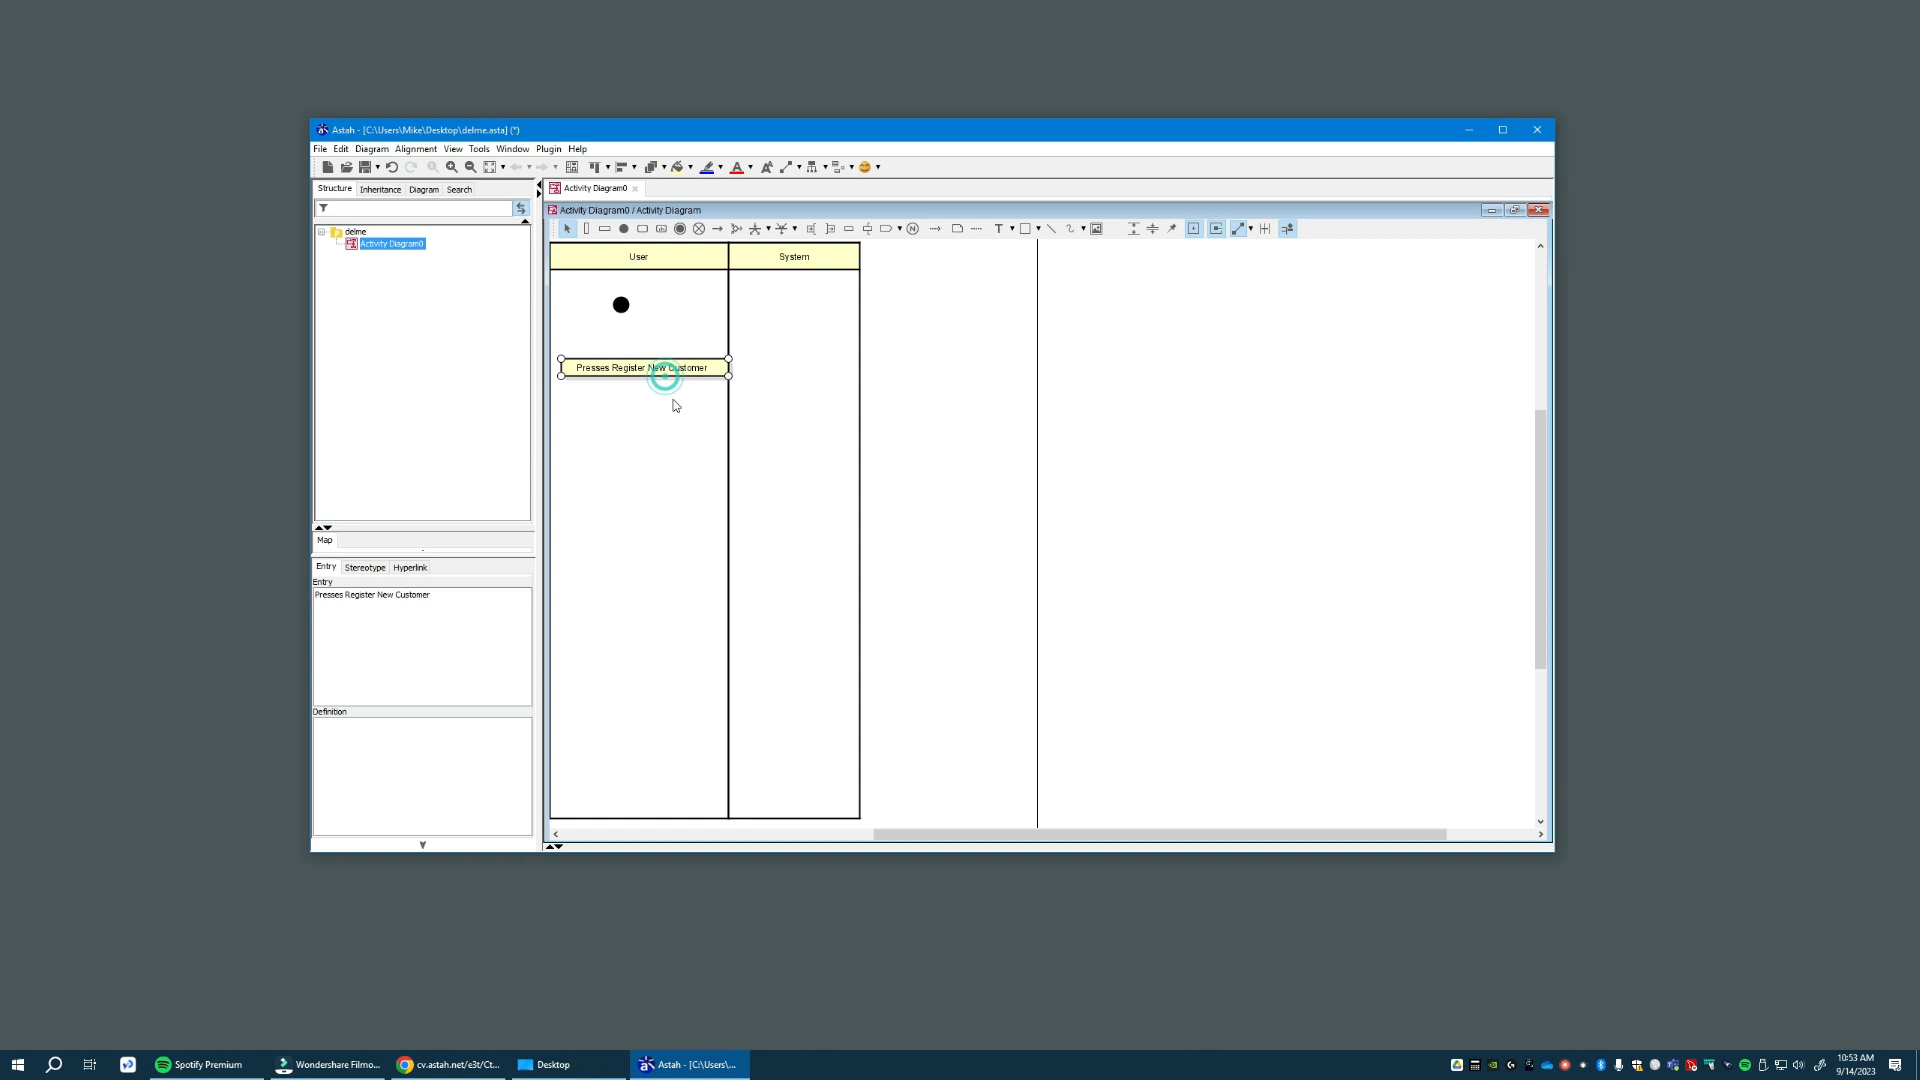 Astah - [C:\Users\Mike\Desktop\delme.asta] (*)
File Edit Diagram Alignment View Tools Window Plugin Help
Structure Inheritance Diagram Search
Activity Diagram0
Activity Diagram0 / Activity Diagram
delme
Activity Diagram0
User System
Presses Register New Customer
Map
Entry Stereotype Hyperlink
Entry
Presses Register New Customer
Definition
Spotify Premium
Wondershare Filmo...
cv.astah.net/e3t/Ct...
Desktop
Astah - [C:\Users\...
10:53 AM
9/14/2023